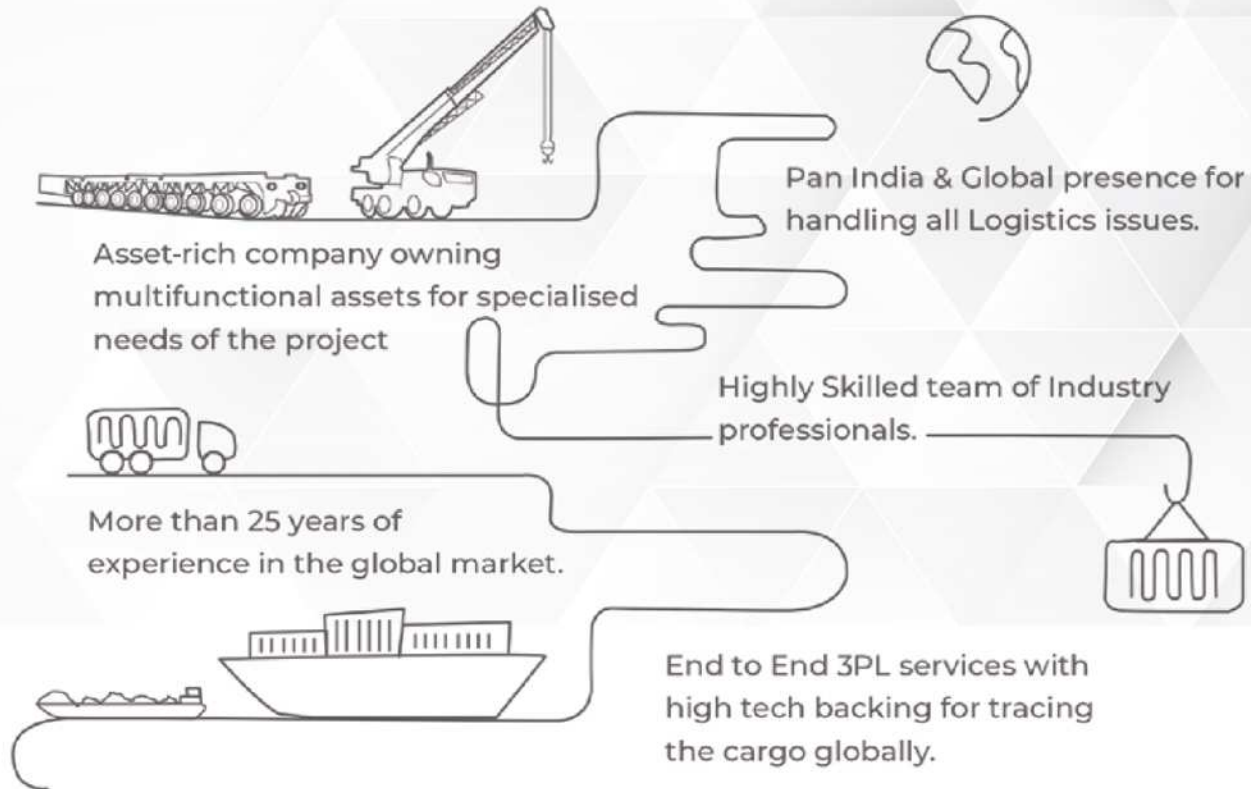 Pan India & Global presence for
handling all Logistics issues.
Asset-rich company owning
multifunctional assets for specialised
needs of the project
Highly Skilled team of Industry
professionals.
More than 25 years of
experience in the global market.
End to End 3PL services with
high tech backing for tracing
the cargo globally.